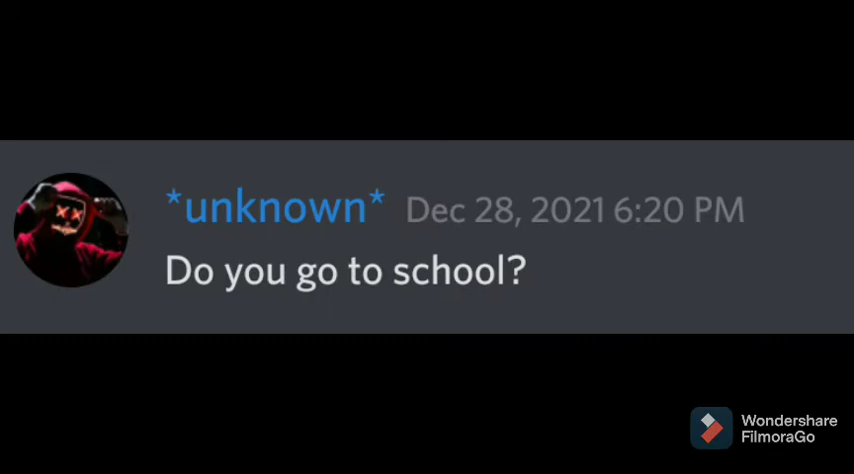 *unknown* Dec 28, 2021 6:20 PM
Do you go to school?
Wondershare
FilmoraGo